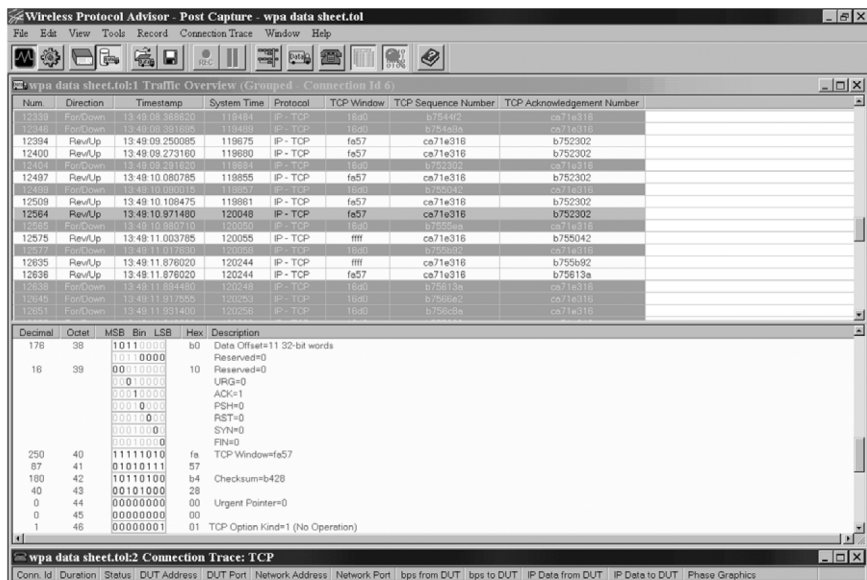 Wireless Protocol Advisor - Post Capture - wpa data sheet.tol
File Edit View Tools Record Connection Trace Window Help
REC
Data
wpa data sheet.tol:1 Traffic Overview (Grouped - Connection Id 6)
Num. Direction Timestamp System Time Protocol TCP Window TCP Sequence Number TCP Acknowledgement Number
12339 For/Down 13:49:08.368620 119484 IP - TCP 16d0 b7544f2 ca71e316
12346 For/Down 13:49:08.391685 119489 IP - TCP 16d0 b754a9a ca71e316
12394 Rev/Up 13:49:09.250085 119675 IP - TCP fa57 ca71e316 b752302
12400 Rev/Up 13:49:09.273160 119680 IP - TCP fa57 ca71e316 b752302
12404 For/Down 13:49:09.291620 119684 IP - TCP 16d0 b752302 ca71e316
12497 Rev/Up 13:49:10.080785 119855 IP - TCP fa57 ca71e316 b752302
12499 For/Down 13:49:10.090015 119857 IP - TCP 16d0 b755042 ca71e316
12509 Rev/Up 13:49:10.108475 119861 IP - TCP fa57 ca71e316 b752302
12564 Rev/Up 13:49:10.971480 120048 IP - TCP fa57 ca71e316 b752302
12565 For/Down 13:49:10.980710 120050 IP - TCP 16d0 b7555ea ca71e316
12575 Rev/Up 13:49:11.003785 120055 IP - TCP ffff ca71e316 b755042
12577 For/Down 13:49:11.017630 120058 IP - TCP 16d0 b755b92 ca71e316
12635 Rev/Up 13:49:11.876020 120244 IP - TCP ffff ca71e316 b755b92
12636 Rev/Up 13:49:11.876020 120244 IP - TCP fa57 ca71e316 b75613a
12638 For/Down 13:49:11.894480 120248 IP - TCP 16d0 b75613a ca71e316
12645 For/Down 13:49:11.917555 120253 IP - TCP 16d0 b7566e2 ca71e316
12651 For/Down 13:49:11.931400 120256 IP - TCP 16d0 b756c8a ca71e316
Decimal Octet MSB Bin LSB Hex Description
176 38 10110000 b0 Data Offset=11 32-bit words
10110000 Reserved=0
16 39 00010000 10 Reserved=0
00010000 URG=0
00010000 ACK=1
00010000 PSH=0
00010000 RST=0
00010000 SYN=0
00010000 FIN=0
250 40 11111010 fa TCP Window=fa57
87 41 01010111 57
180 42 10110100 b4 Checksum=b428
40 43 00101000 28
0 44 00000000 00 Urgent Pointer=0
0 45 00000000 00
1 46 00000001 01 TCP Option Kind=1 (No Operation)
wpa data sheet.tol:2 Connection Trace: TCP
Conn. Id Duration Status DUT Address DUT Port Network Address Network Port bps from DUT bps to DUT IP Data from DUT IP Data to DUT Phase Graphics